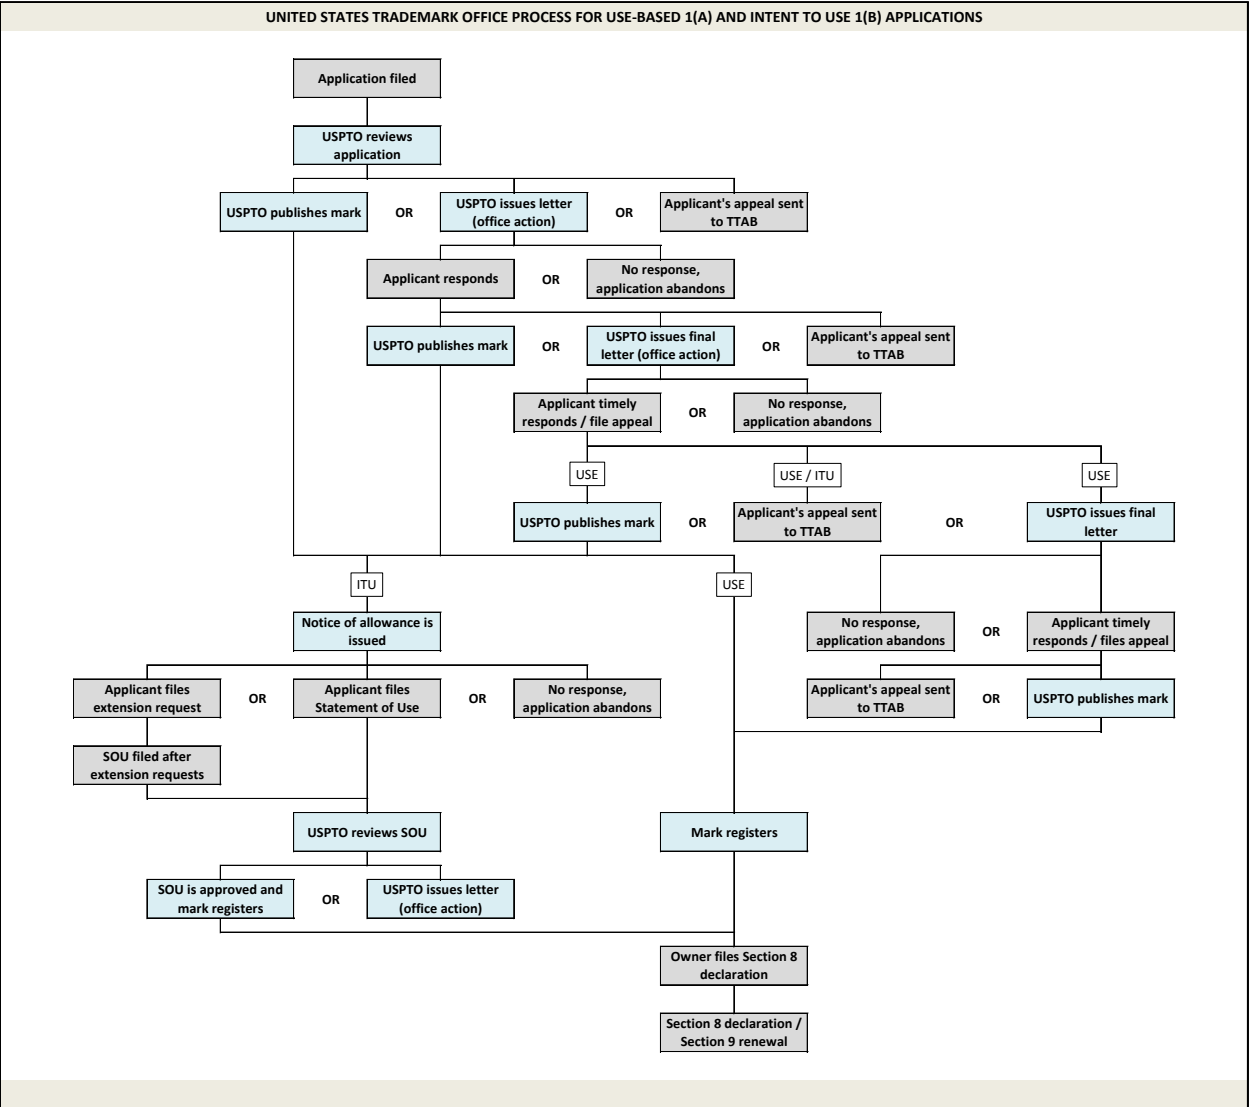 UNITED STATES TRADEMARK OFFICE PROCESS FOR USE-BASED 1(A) AND INTENT TO USE 1(B) APPLICATIONS
Application filed
USPTO reviews
application
USPTO publishes mark
OR
USPTO issues letter
(office action)
OR
Applicant's appeal sent
to TTAB
Applicant responds
OR
No response,
application abandons
USPTO publishes mark
OR
USPTO issues final
letter (office action)
OR
Applicant's appeal sent
to TTAB
Applicant timely
responds / file appeal
OR
No response,
application abandons
USE
USE / ITU
USE
USPTO publishes mark
OR
Applicant's appeal sent
to TTAB
OR
USPTO issues final
letter
ITU
USE
Notice of allowance is
issued
No response,
application abandons
OR
Applicant timely
responds / files appeal
Applicant files
extension request
OR
Applicant files
Statement of Use
OR
No response,
application abandons
Applicant's appeal sent
to TTAB
OR
USPTO publishes mark
SOU filed after
extension requests
USPTO reviews SOU
Mark registers
SOU is approved and
mark registers
OR
USPTO issues letter
(office action)
Owner files Section 8
declaration
Section 8 declaration /
Section 9 renewal